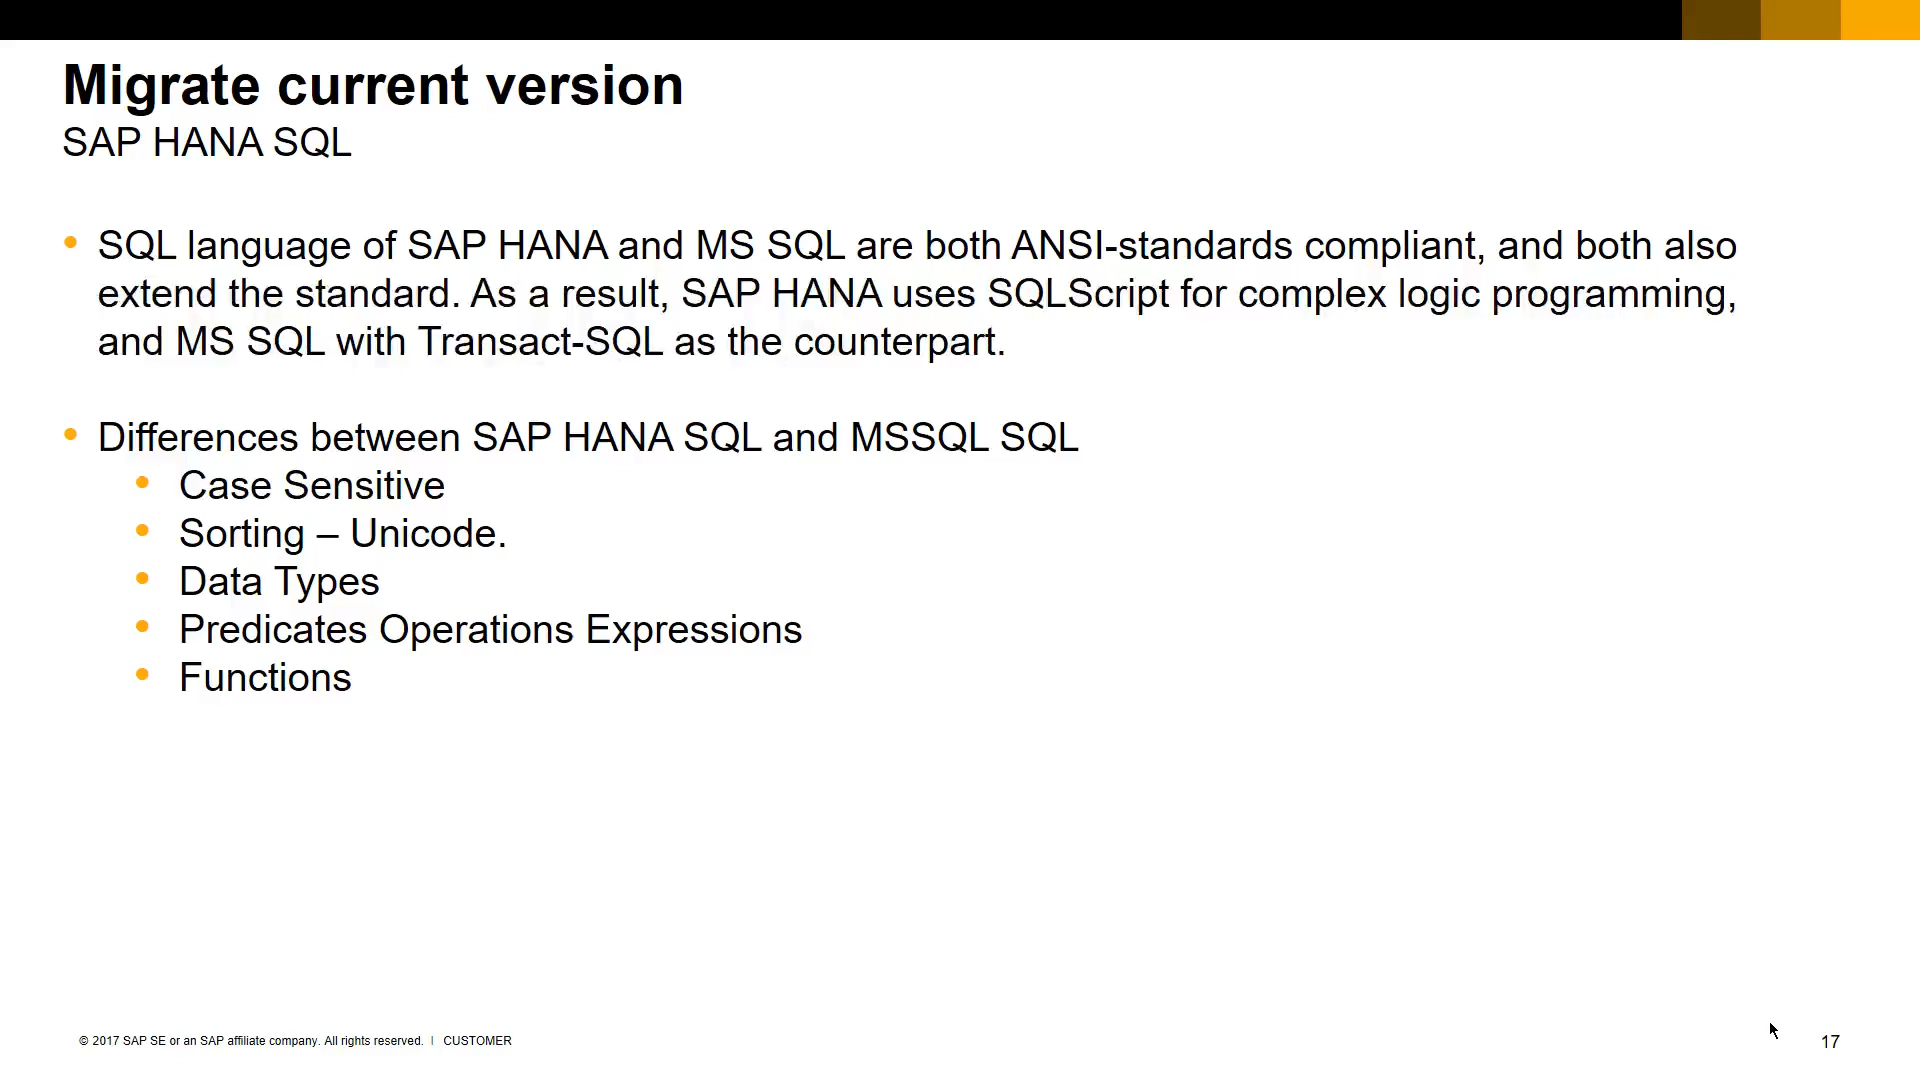 Migrate current version
SAP HANA SQL
• SQL language of SAP HANA and MS SQL are both ANSI-standards compliant, and both also
extend the standard. As a result, SAP HANA uses SQLScript for complex logic programming,
and MS SQL with Transact-SQL as the counterpart.
• Differences between SAP HANA SQL and MSSQL SQL
• Case Sensitive
• Sorting – Unicode.
• Data Types
• Predicates Operations Expressions
• Functions
© 2017 SAP SE or an SAP affiliate company. All rights reserved. | CUSTOMER
17